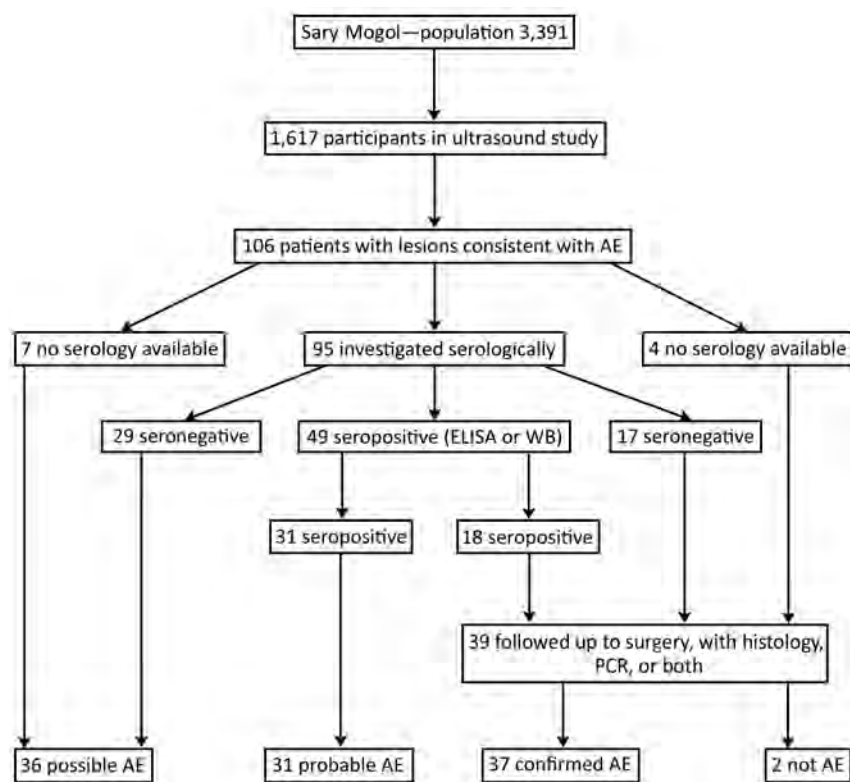 Sary Mogol—population 3,391
1,617 participants in ultrasound study
106 patients with lesions consistent with AE
7 no serology available
95 investigated serologically
4 no serology available
29 seronegative
49 seropositive (ELISA or WB)
17 seronegative
31 seropositive
18 seropositive
39 followed up to surgery, with histology,
PCR, or both
36 possible AE
31 probable AE
37 confirmed AE
2 not AE